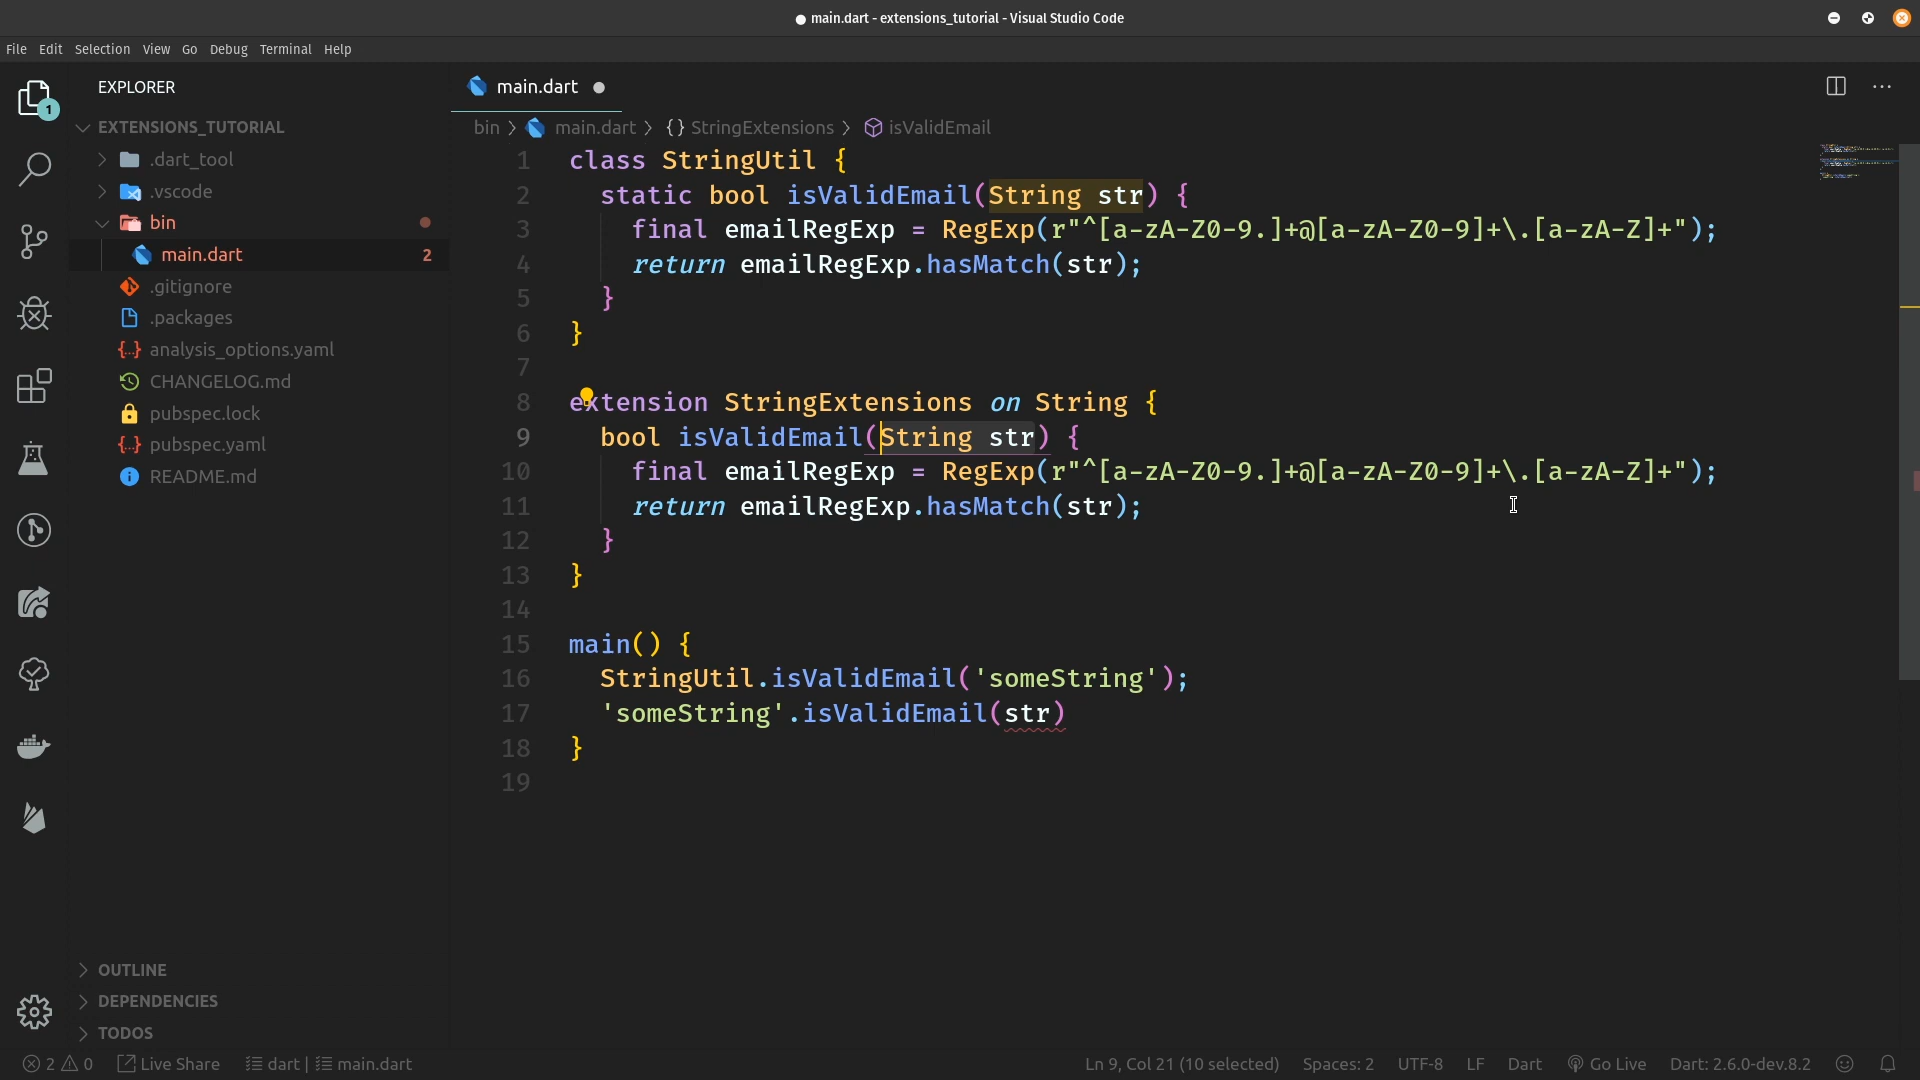 main.dart - extensions_tutorial - Visual Studio Code
File Edit Selection View Go Debug Terminal Help
EXPLORER
1
EXTENSIONS_TUTORIAL
.dart_tool
.vscode
bin
main.dart 2
.gitignore
.packages
analysis_options.yaml
CHANGELOG.md
pubspec.lock
pubspec.yaml
README.md
OUTLINE
DEPENDENCIES
TODOS
main.dart
bin main.dart {} StringExtensions isValidEmail
1 class StringUtil {
2 static bool isValidEmail(String str) {
3 final emailRegExp = RegExp(r"^[a-zA-Z0-9.]+@[a-zA-Z0-9]+\.[a-zA-Z]+");
4 return emailRegExp.hasMatch(str);
5 }
6 }
7
8 extension StringExtensions on String {
9 bool isValidEmail(String str) {
10 final emailRegExp = RegExp(r"^[a-zA-Z0-9.]+@[a-zA-Z0-9]+\.[a-zA-Z]+");
11 return emailRegExp.hasMatch(str);
12 }
13 }
14
15 main() {
16 StringUtil.isValidEmail('someString');
17 'someString'.isValidEmail(str)
18 }
19
2 0 Live Share dart | main.dart Ln 9, Col 21 (10 selected) Spaces: 2 UTF-8 LF Dart Go Live Dart: 2.6.0-dev.8.2